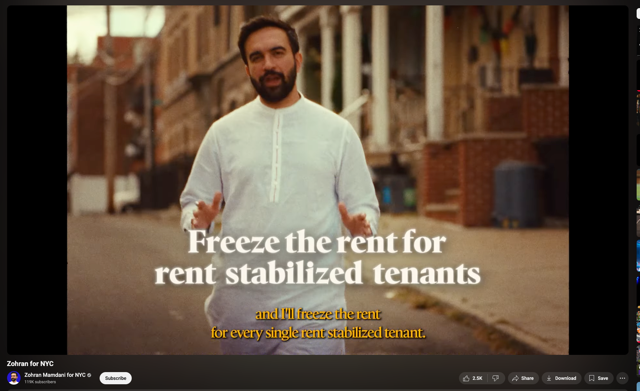 Freeze the rent for
rent stabilized tenants
and I'll freeze the rent
for every single rent stabilized tenant.
Zohran for NYC
Zohran Mamdani for NYC
119K subscribers
Subscribe
2.5K
Share
Download
Save